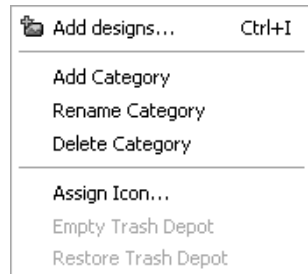 Add designs... Ctrl+I
Add Category
Rename Category
Delete Category
Assign Icon...
Empty Trash Depot
Restore Trash Depot